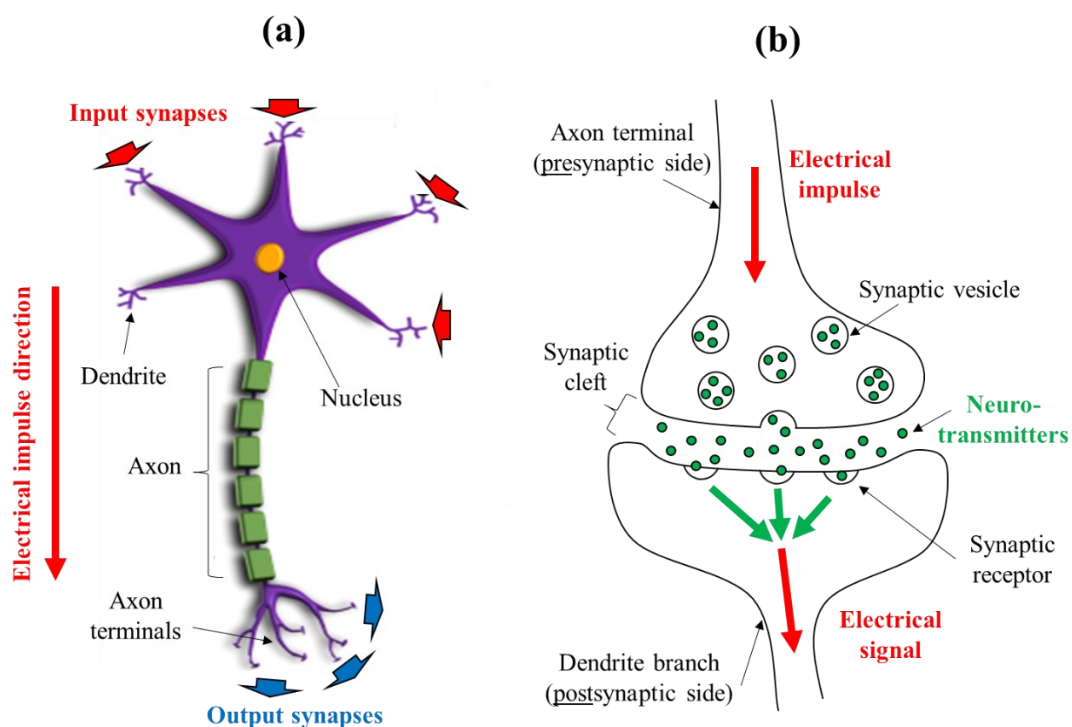 (a)
Input synapses
Electrical impulse direction
Dendrite
Nucleus
Axon
Axon
terminals
Output synapses
(b)
Axon terminal
(presynaptic side)
Electrical
impulse
Synaptic vesicle
Synaptic
cleft
Neuro-
transmitters
Synaptic
receptor
Electrical
signal
Dendrite branch
(postsynaptic side)